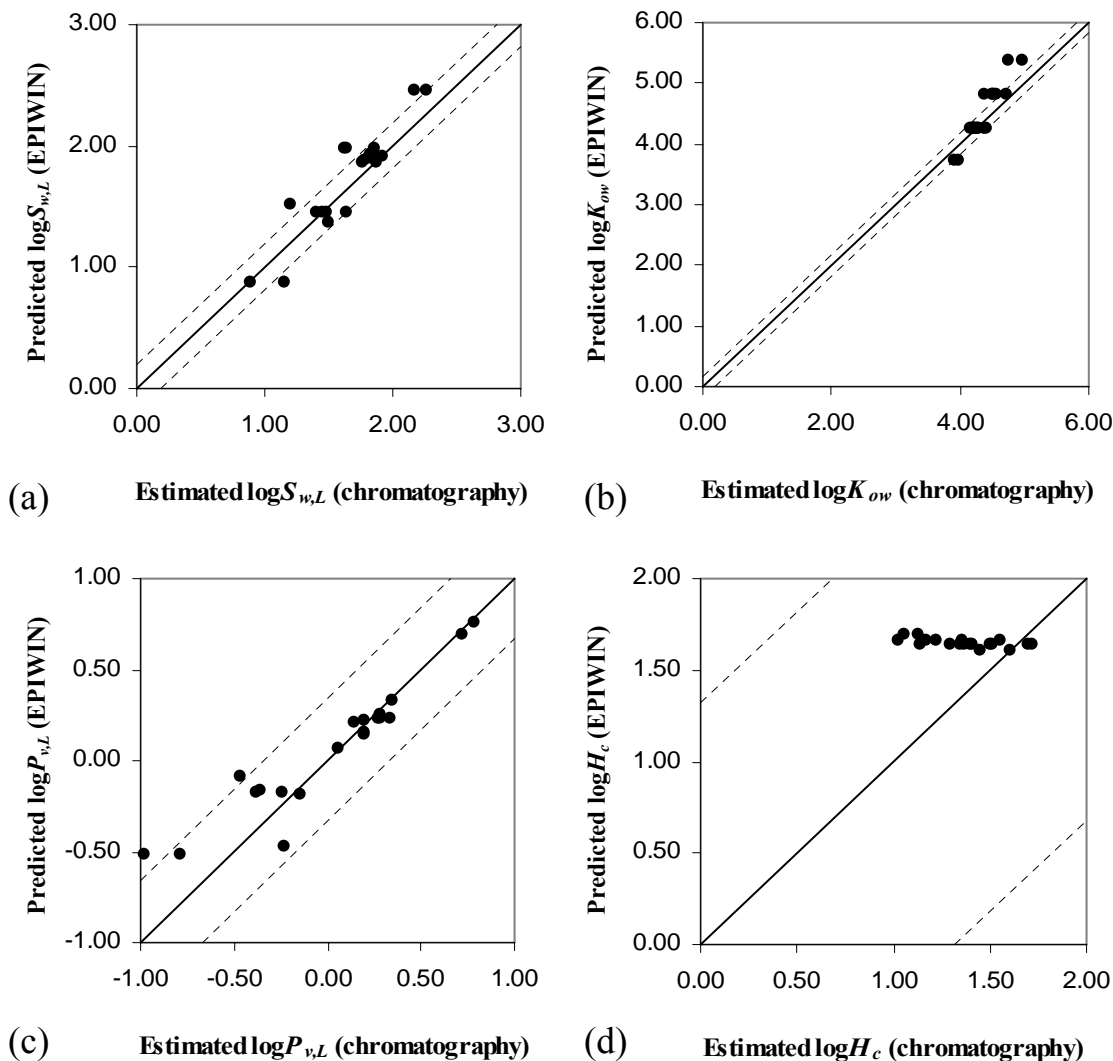 3.00
2.00
1.00
0.00
0.00 1.00 2.00 3.00
Predicted logSw,L (EPIWIN)
(a) Estimated logSw,L (chromatography)
6.00
5.00
4.00
3.00
2.00
1.00
0.00
0.00 2.00 4.00 6.00
Predicted logKow (EPIWIN)
(b) Estimated logKow (chromatography)
1.00
0.50
0.00
-0.50
-1.00
-1.00 -0.50 0.00 0.50 1.00
Predicted logPv,L (EPIWIN)
(c) Estimated logPv,L (chromatography)
2.00
1.50
1.00
0.50
0.00
0.00 0.50 1.00 1.50 2.00
Predicted logHc (EPIWIN)
(d) Estimated logHc (chromatography)